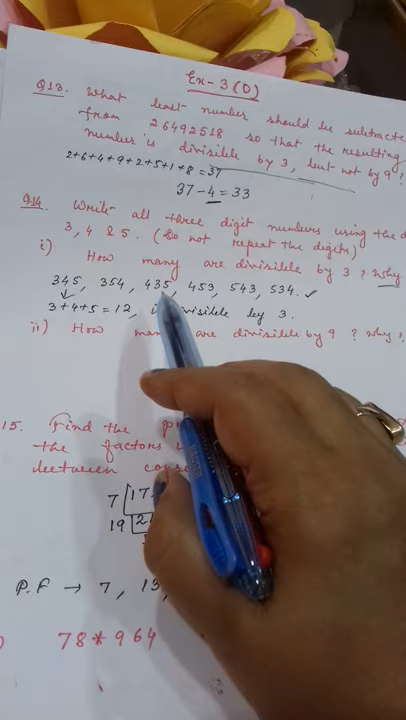 Ex-3(D)
Q13. What least number should be subtracted
from 26492518 so that the resulting
number is divisible by 3, but not by 9?
2+6+4+9+2+5+1+8=37
37-4=33
Q14. Write all three digit numbers using the
3, 4 & 5. (Do not repeat the digits)
i) How many are divisible by 3? Why
345, 354, 435, 453, 543, 534. ✓
3+4+5=12, divisible by 3.
ii) How many are divisible by 9? Why?
15. Find the
the factors
between
7 17
19
P.F → 7, 13,
) 78*964